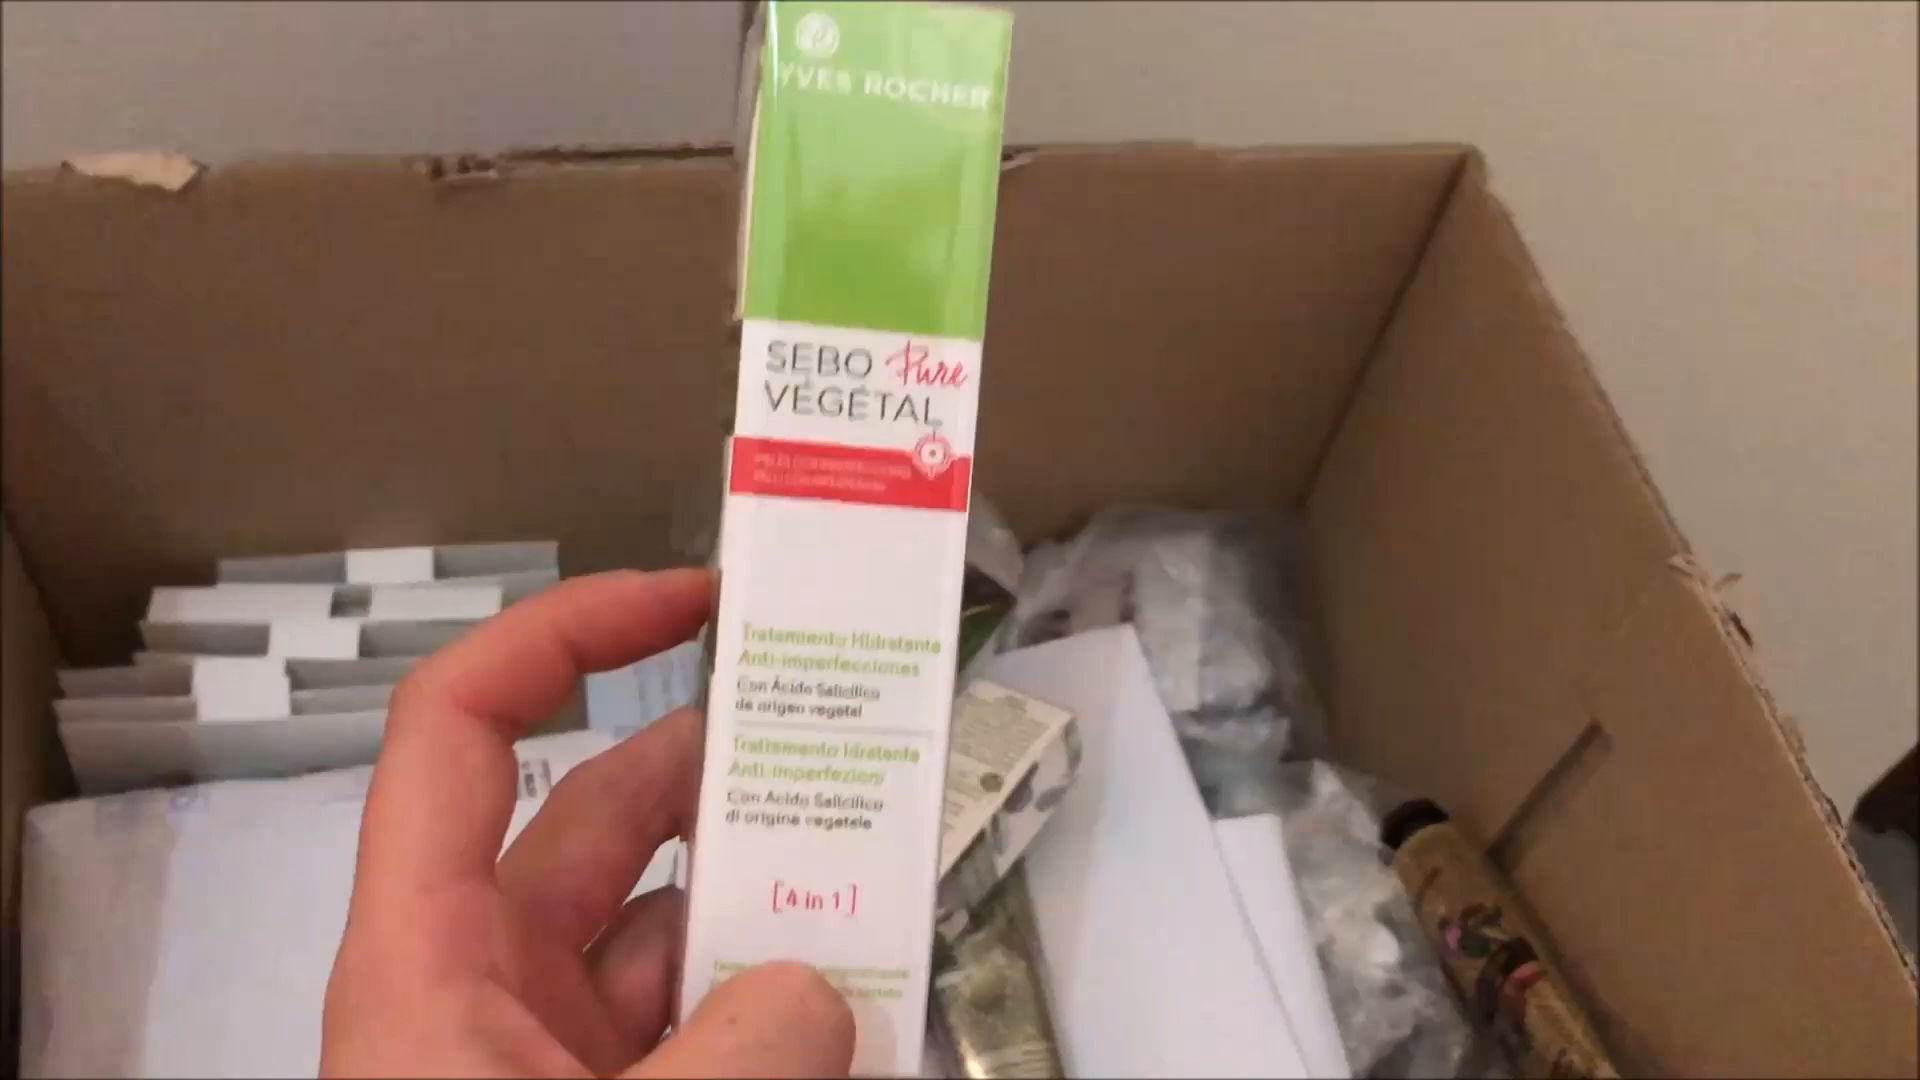 YVES ROCHER
SEBO Pure
VÉGÉTAL
Tratamiento Hidratante
Anti-imperfecciones
Con Ácido Salicílico
de origen vegetal
Trattamento Idratante
Anti-imperfezioni
Con Acido Salicilico
di origine vegetale
[4 in 1]